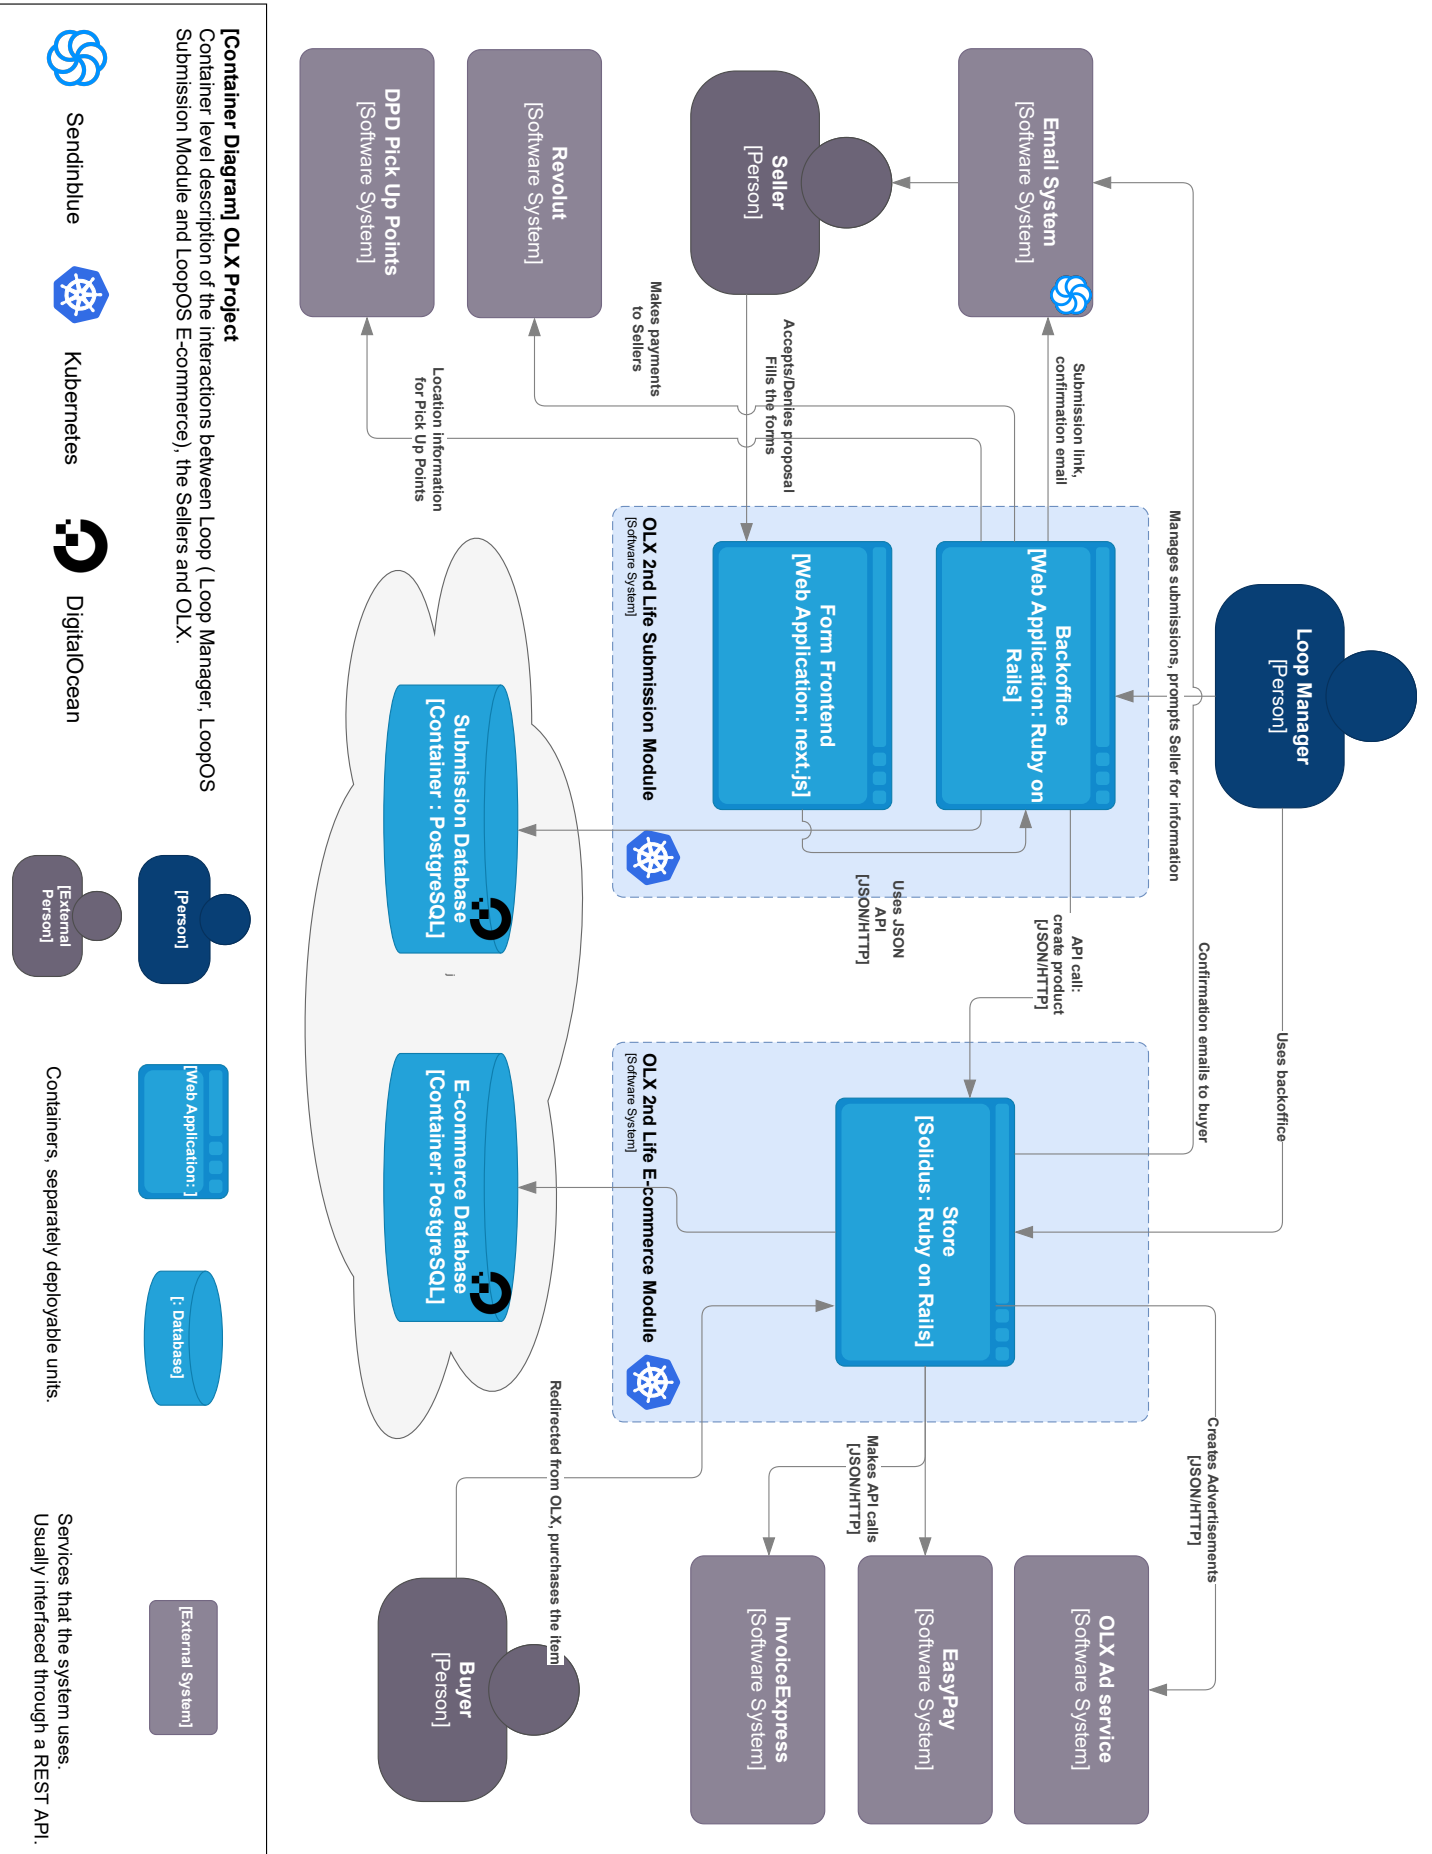 Loop Manager
[Person]
Manages submissions, prompts Seller for information
Confirmation emails to buyer
Uses backoffice
Email System
[Software System]
Submission link,
confirmation email
Seller
[Person]
Accepts/Denies proposal
Fills the forms
Revolut
[Software System]
Makes payments
to Sellers
DPD Pick Up Points
[Software System]
Location information
for Pick Up Points
Backoffice
[Web Application: Ruby on
Rails]
Form Frontend
[Web Application: next.js]
OLX 2nd Life Submission Module
[Software System]
Uses JSON
API
[JSON/HTTP]
API call:
create product
[JSON/HTTP]
Store
[Solidus: Ruby on Rails]
OLX 2nd Life E-commerce Module
[Software System]
Creates Advertisements
[JSON/HTTP]
Makes API calls
[JSON/HTTP]
OLX Ad service
[Software System]
EasyPay
[Software System]
InvoiceExpress
[Software System]
Redirected from OLX, purchases the item
Buyer
[Person]
Submission Database
[Container : PostgreSQL]
j
E-commerce Database
[Container: PostgreSQL]
[Container Diagram] OLX Project
Container level description of the interactions between Loop ( Loop Manager, LoopOS
Submission Module and LoopOS E-commerce), the Sellers and OLX.
Sendinblue
Kubernetes
DigitalOcean
[Person]
[External
Person]
[Web Application: ]
[: Database]
Containers, separately deployable units.
[External System]
Services that the system uses.
Usually interfaced through a REST API.